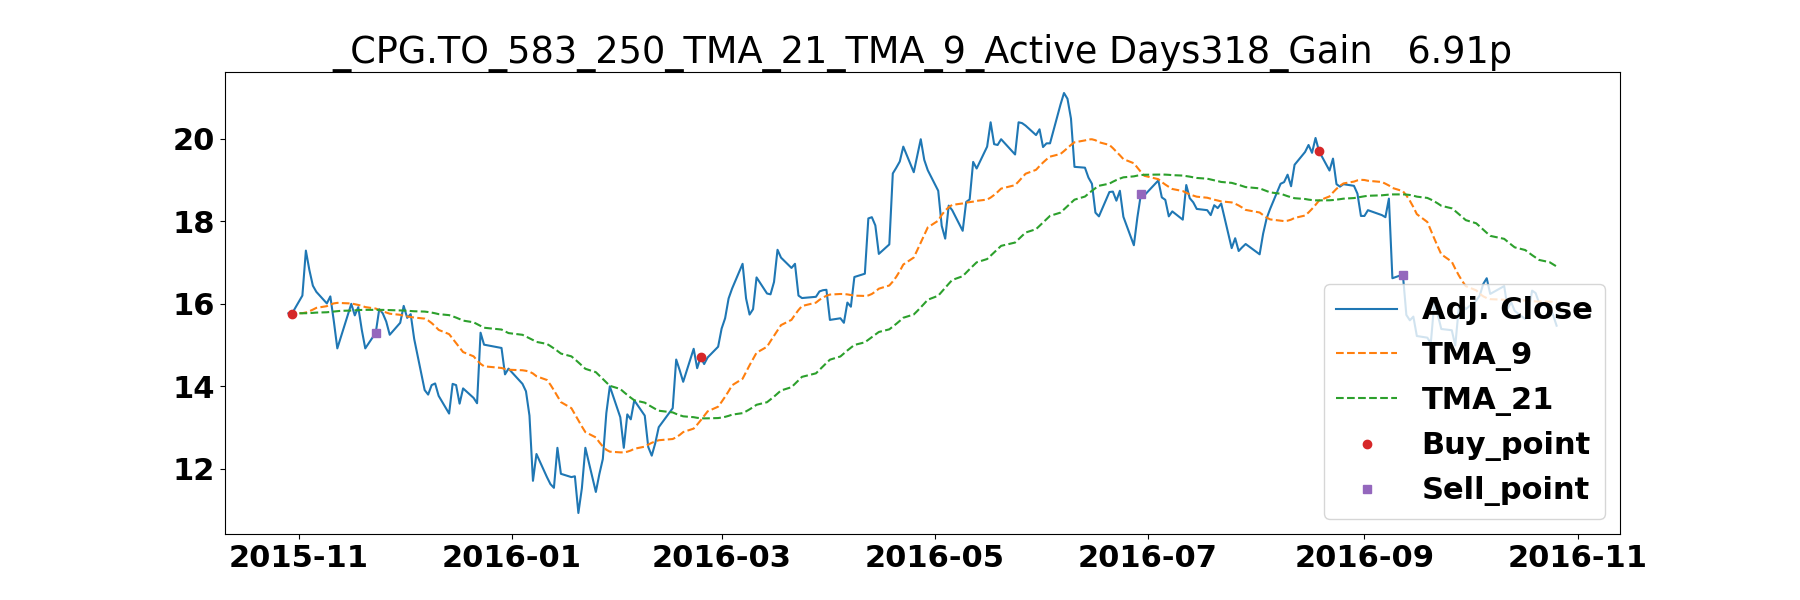 _CPG.TO_583_250_TMA_21_TMA_9_Active Days318_Gain   6.91p
20
18
16
14
12
Adj. Close
TMA_9
TMA_21
Buy_point
Sell_point
2015-11 2016-01 2016-03 2016-05 2016-07 2016-09 2016-11